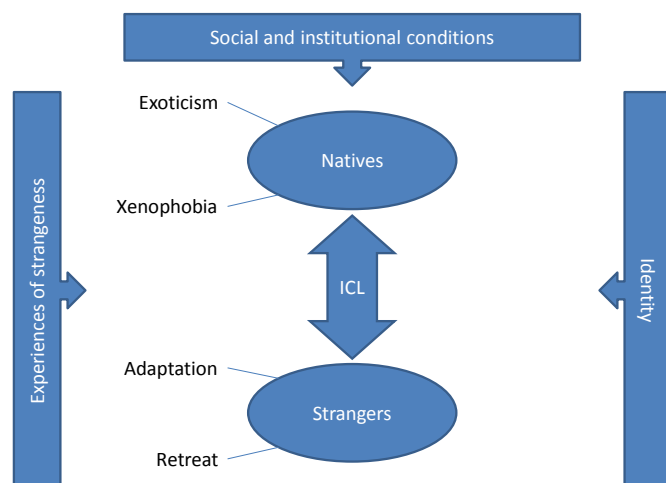 Social and institutional conditions
Exoticism
Natives
Xenophobia
Experiences of strangeness
ICL
Identity
Adaptation
Strangers
Retreat